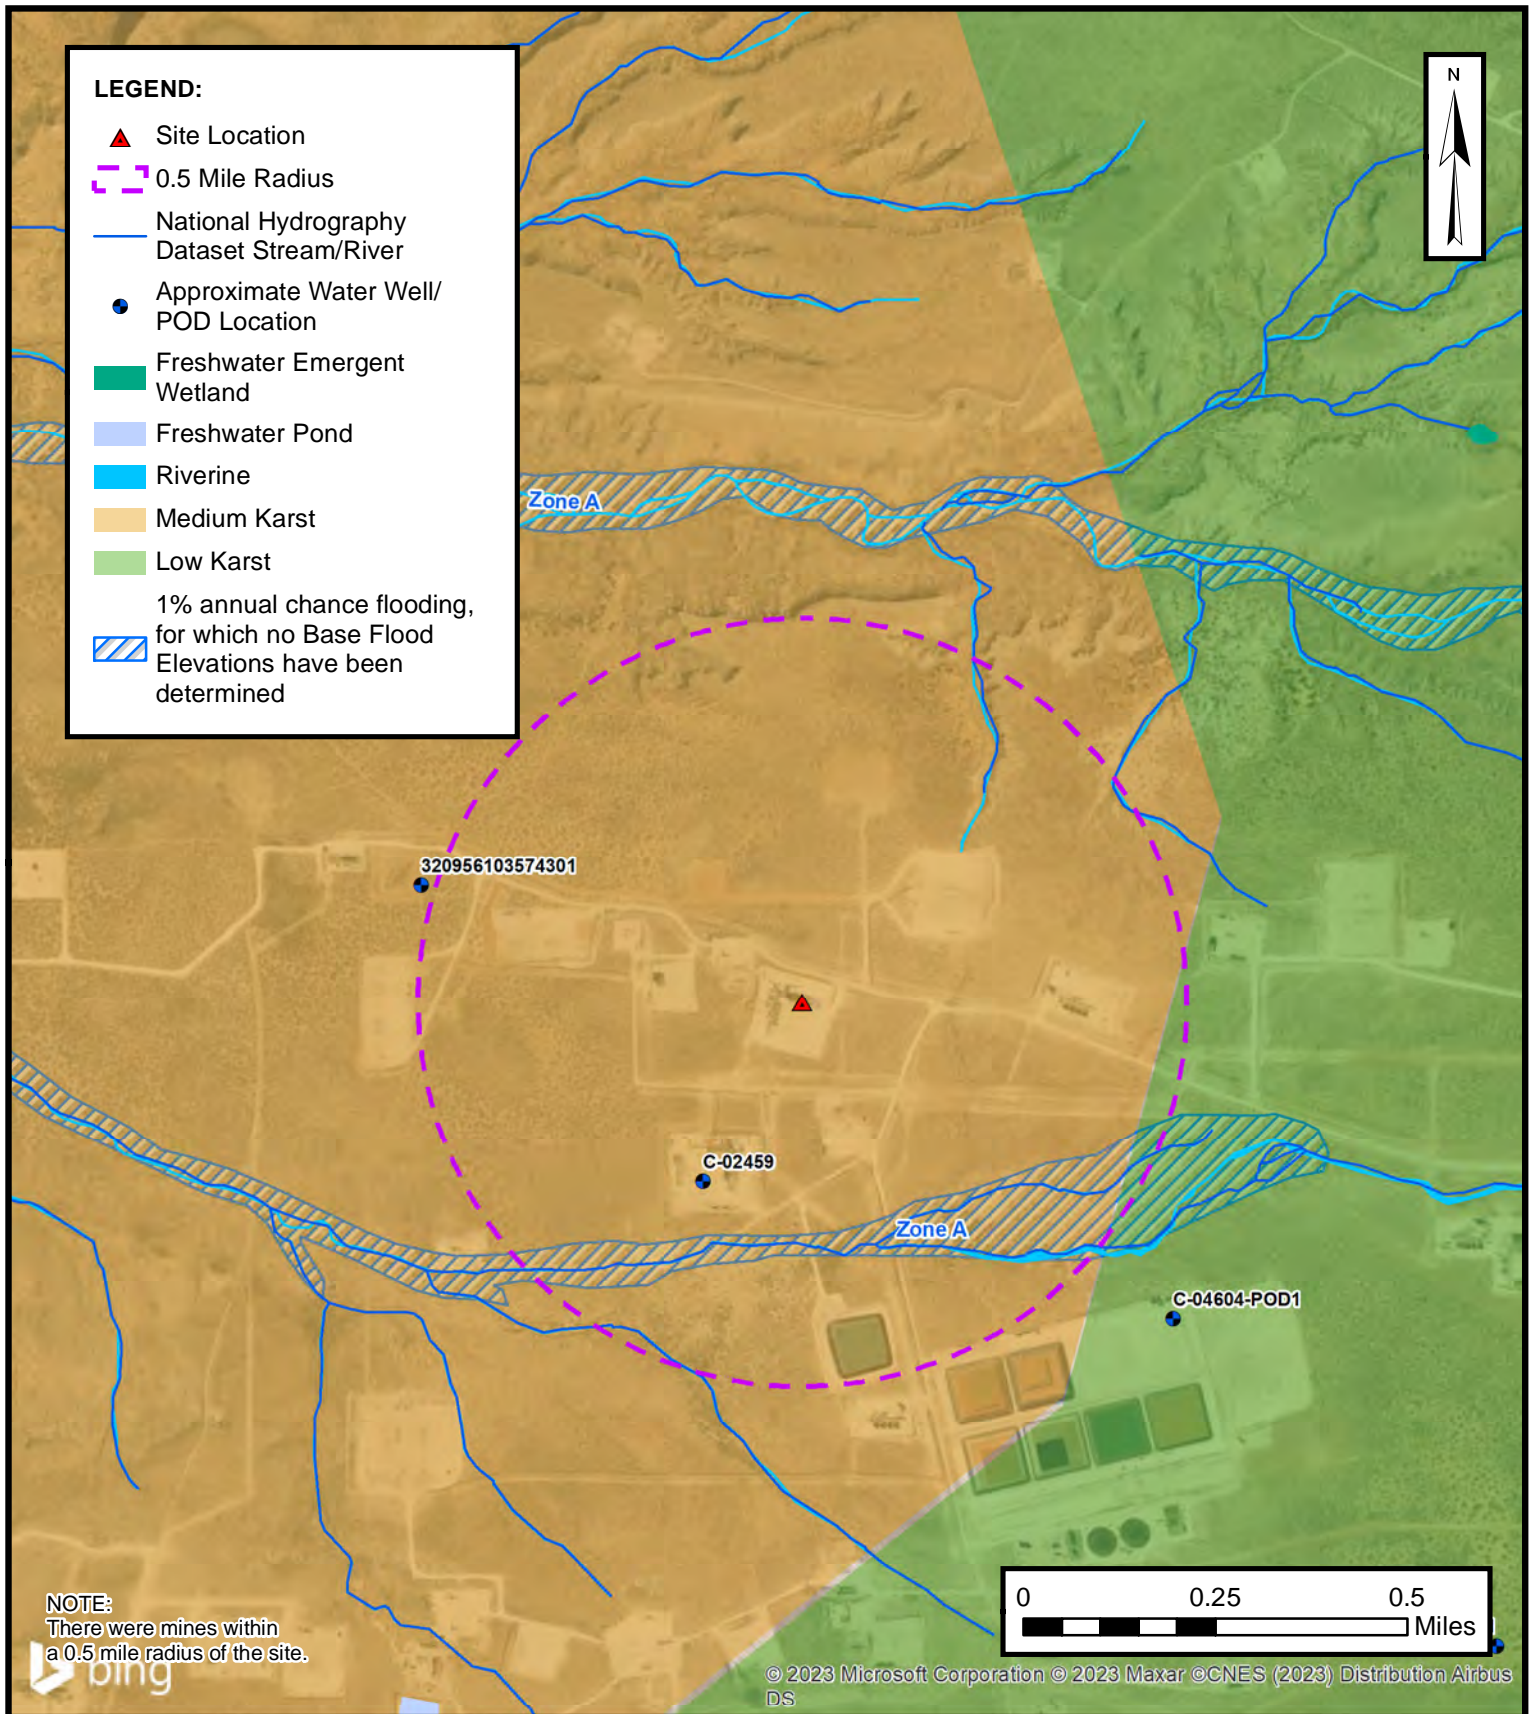 LEGEND:
Site Location
0.5 Mile Radius
National Hydrography
Dataset Stream/River
Approximate Water Well/
POD Location
Freshwater Emergent
Wetland
Freshwater Pond
Riverine
Medium Karst
Low Karst
1% annual chance flooding,
for which no Base Flood
Elevations have been
determined
N
Zone A
320956103574301
C-02459
Zone A
C-04604-POD1
NOTE:
There were mines within
a 0.5 mile radius of the site.
bing
0 0.25 0.5
Miles
© 2023 Microsoft Corporation © 2023 Maxar ©CNES (2023) Distribution Airbus
DS